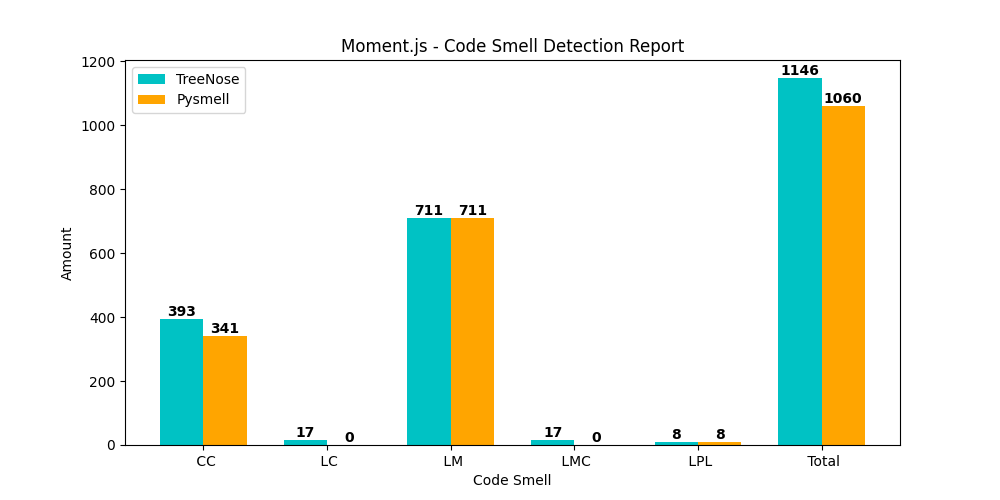 Moment.js - Code Smell Detection Report
TreeNose
Pysmell
Amount
1200
1000
800
600
400
200
0
393
341
17
0
711
711
17
0
8
8
1146
1060
CC
LC
LM
LMC
LPL
Total
Code Smell